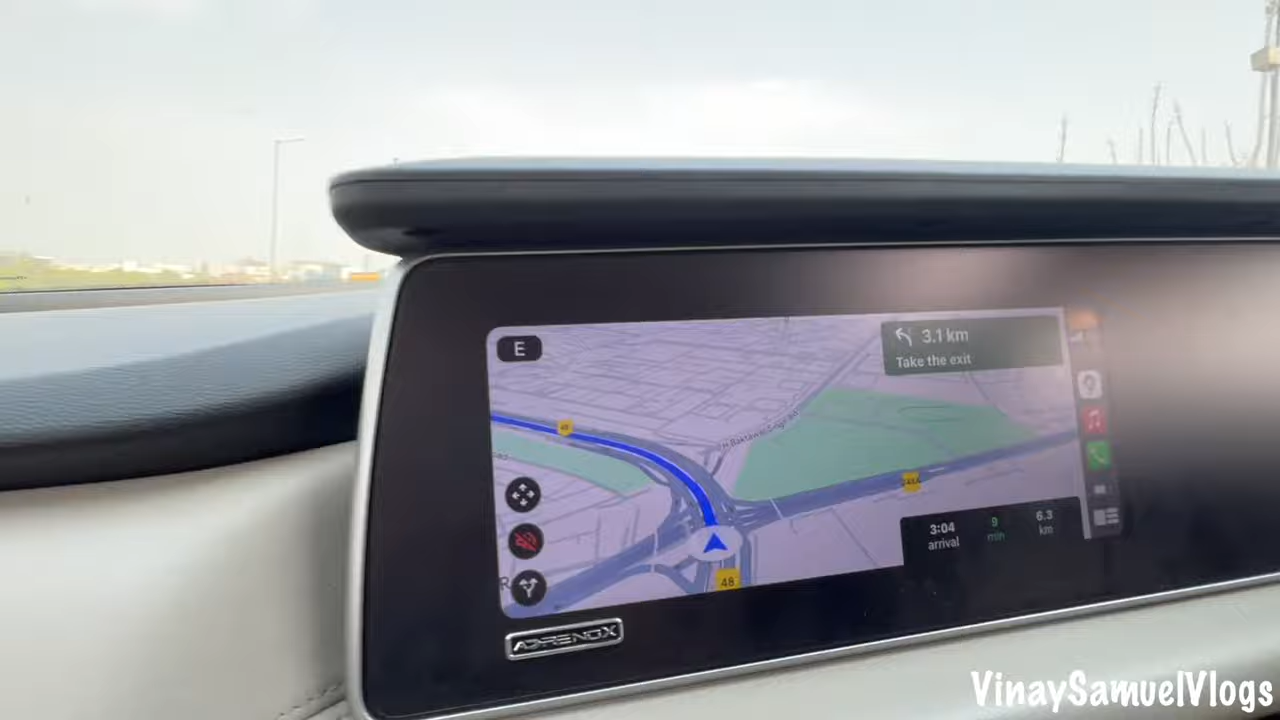 E
3.1 km
Take the exit
48
48
3:04
arrival
9
min
6.3
km
ADRENOX
VinaySamuelVlogs